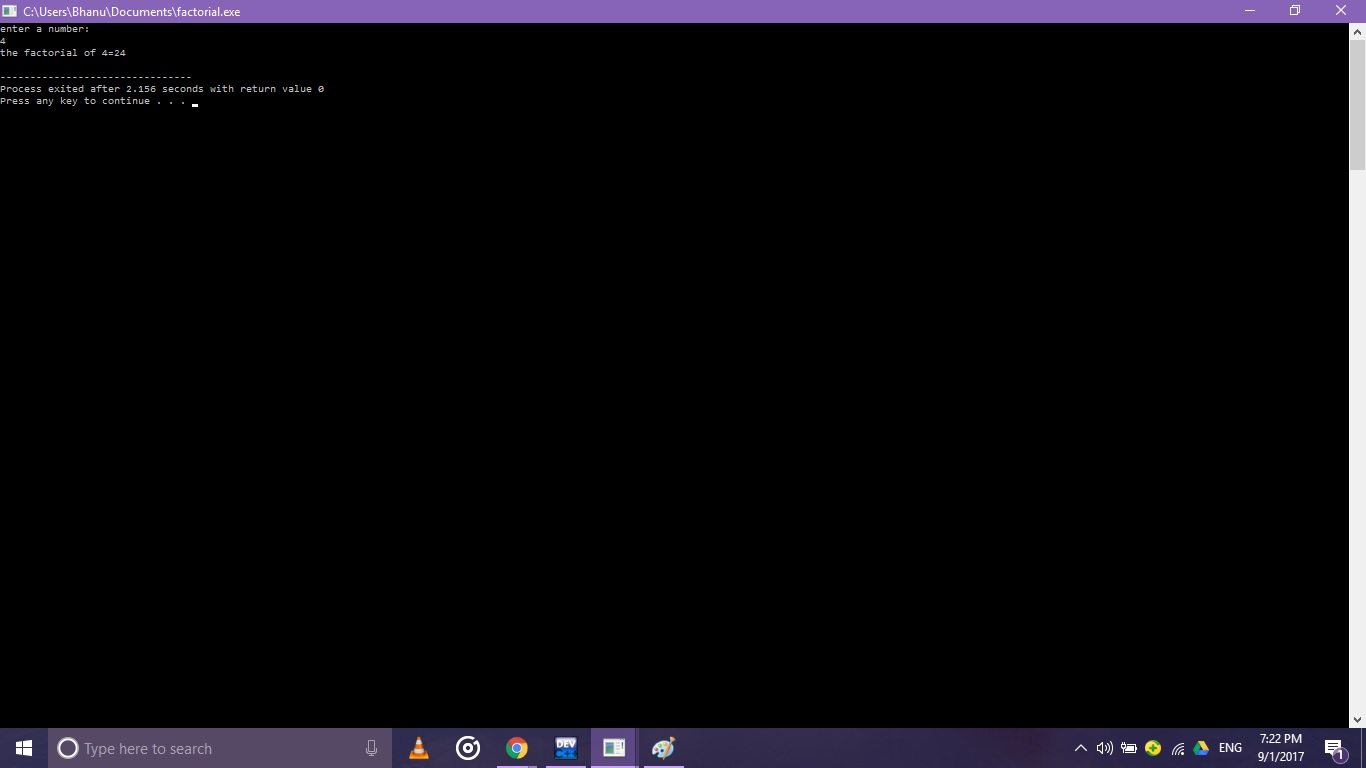 C:\Users\Bhanu\Documents\factorial.exe
enter a number:
4
the factorial of 4=24
--------------------------------
Process exited after 2.156 seconds with return value 0
Press any key to continue . . .
Type here to search
DEV
ENG
7:22 PM
9/1/2017
1